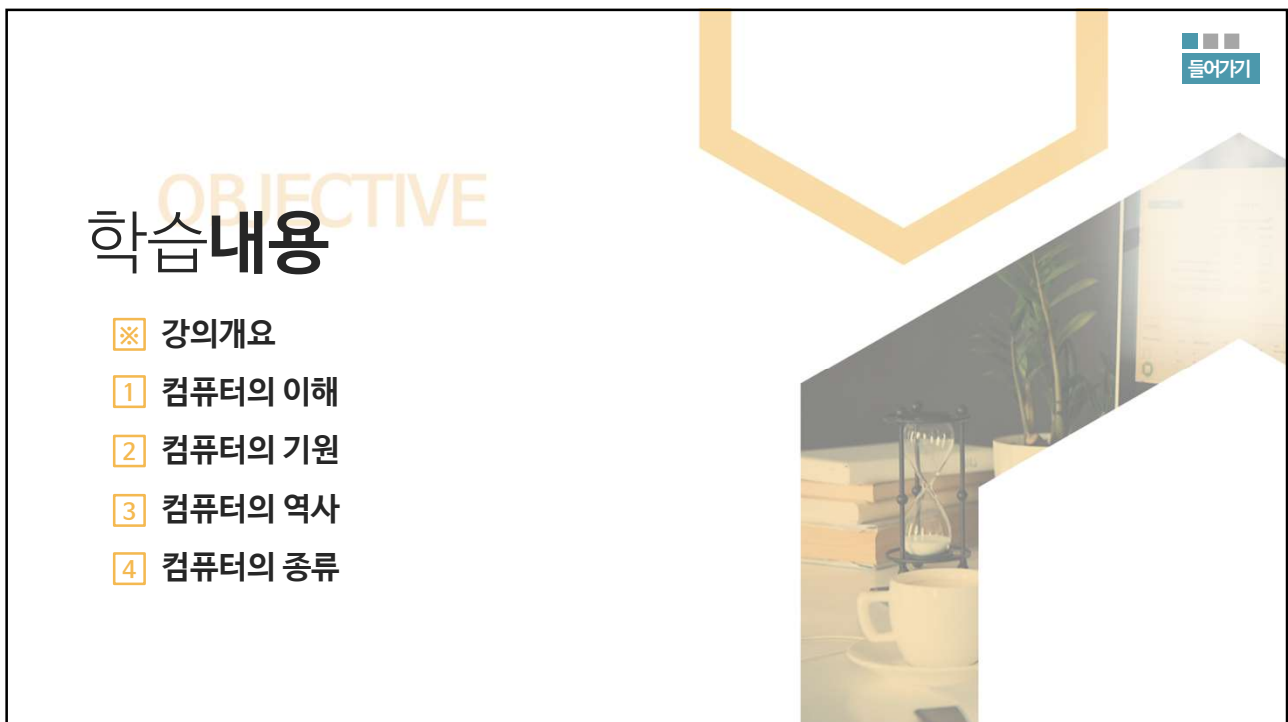 들어가기
OBJECTIVE
학습내용
※ 강의개요
1 컴퓨터의 이해
2 컴퓨터의 기원
3 컴퓨터의 역사
4 컴퓨터의 종류